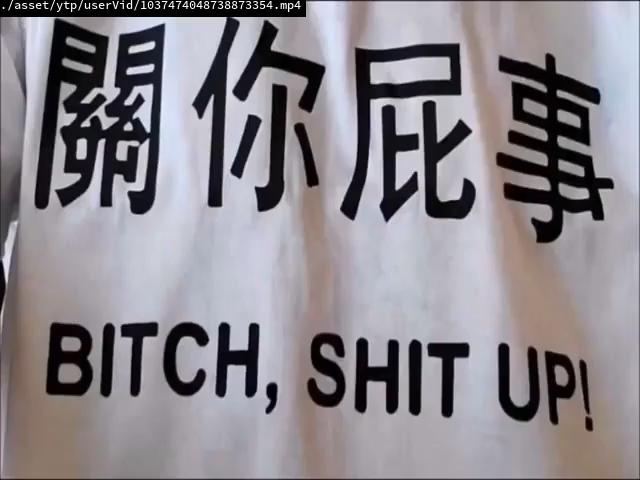 ./asset/ytp/userVid/1037474048738873354.mp4
關你屁事
BITCH, SHIT UP!